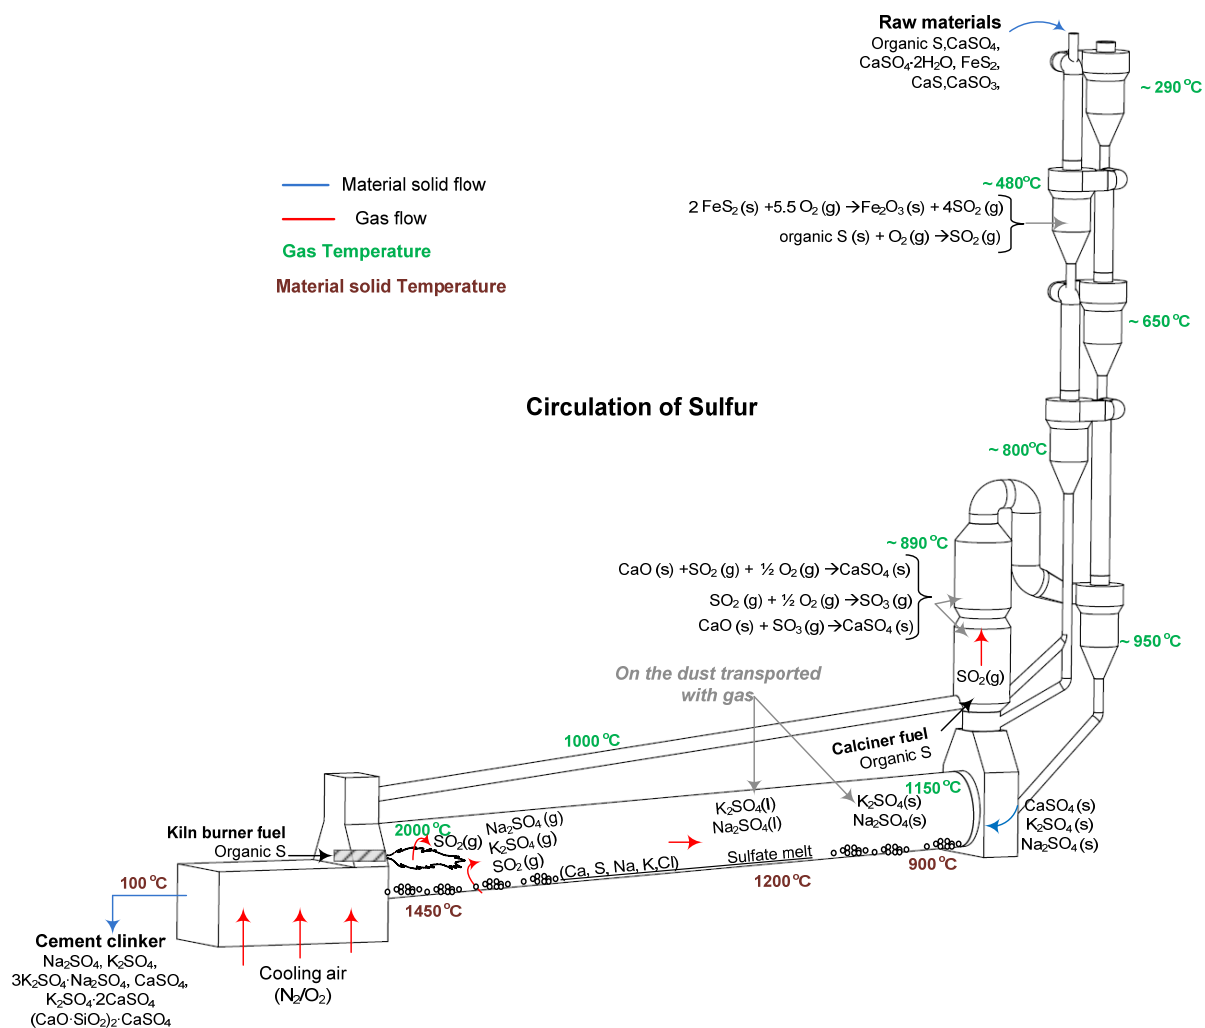 Raw materials
Organic S,CaSO₄,
CaSO₄·2H₂O, FeS₂,
CaS,CaSO₃,
~ 290 °C
Material solid flow
Gas flow
Gas Temperature
Material solid Temperature
~ 480°C
2 FeS₂ (s) +5.5 O₂ (g) →Fe₂O₃ (s) + 4SO₂ (g)
organic S (s) + O₂ (g) →SO₂ (g)
~ 650 °C
Circulation of Sulfur
~ 800°C
~ 890 °C
CaO (s) +SO₂ (g) + ½ O₂ (g) →CaSO₄ (s)
SO₂ (g) + ½ O₂ (g) →SO₃ (g)
CaO (s) + SO₃ (g) →CaSO₄ (s)
~ 950 °C
On the dust transported
with gas
SO₂(g)
Calciner fuel
Organic S
1000 °C
1150 °C
K₂SO₄(l)
Na₂SO₄(l)
K₂SO₄(s)
Na₂SO₄(s)
CaSO₄ (s)
K₂SO₄ (s)
Na₂SO₄ (s)
Kiln burner fuel
Organic S
2000 °C
SO₂(g)
Na₂SO₄ (g)
K₂SO₄ (g)
SO₂ (g)
(Ca, S, Na, K,Cl)
Sulfate melt
900 °C
1200 °C
1450 °C
100 °C
Cement clinker
Na₂SO₄, K₂SO₄,
3K₂SO₄·Na₂SO₄, CaSO₄,
K₂SO₄·2CaSO₄
(CaO·SiO₂)₂·CaSO₄
Cooling air
(N₂/O₂)